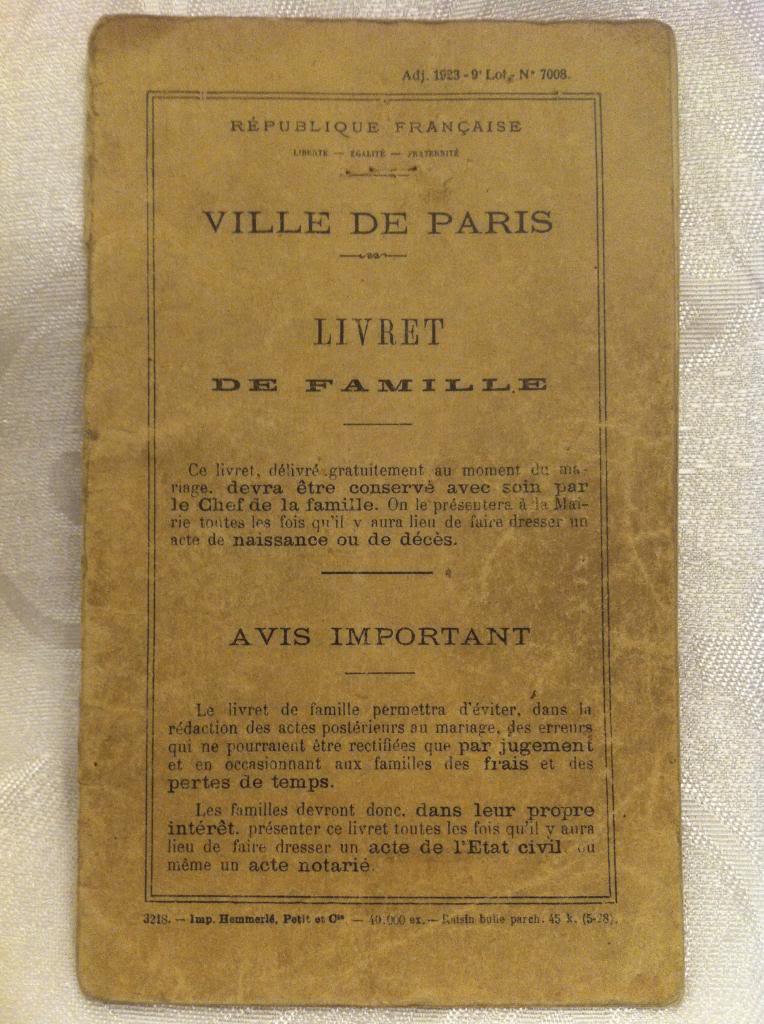 Adj. 1923 - 9e Lot, N° 7008.
RÉPUBLIQUE FRANÇAISE
LIBERTÉ — ÉGALITÉ — FRATERNITÉ
VILLE DE PARIS
LIVRET
DE FAMILLE
Ce livret, délivré gratuitement au moment du ma-
riage, devra être conservé avec soin par
le Chef de la famille. On le présentera à la Mai-
rie toutes les fois qu'il y aura lieu de faire dresser un
acte de naissance ou de décès.
AVIS IMPORTANT
Le livret de famille permettra d'éviter, dans la
rédaction des actes postérieurs au mariage, des erreurs
qui ne pourraient être rectifiées que par jugement
et en occasionnant aux familles des frais et des
pertes de temps.
Les familles devront donc, dans leur propre
intérêt, présenter ce livret toutes les fois qu'il y aura
lieu de faire dresser un acte de l'Etat civil ou
même un acte notarié.
3218. — Imp. Hemmerlé, Petit et Cie — 40.000 ex. — Raisin bulle parch. 45 k. (5-28).